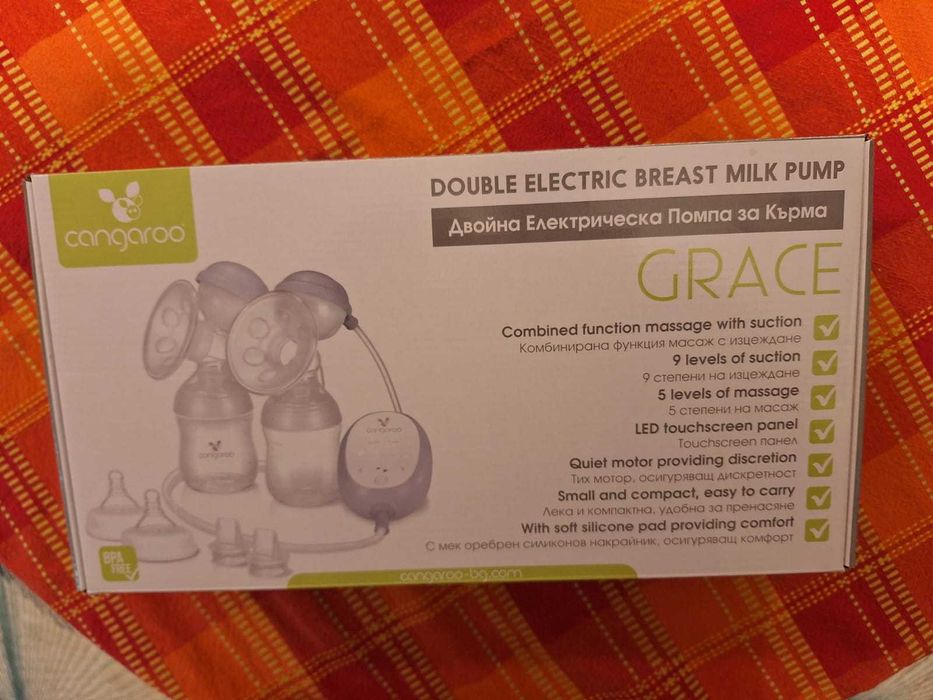 cangaroo
DOUBLE ELECTRIC BREAST MILK PUMP
Двойна Електрическа Помпа за Кърма
GRACE
Combined function massage with suction
Комбинирана функция масаж с изцеждане
9 levels of suction
9 степени на изцеждане
5 levels of massage
5 степени на масаж
LED touchscreen panel
Touchscreen панел
Quiet motor providing discretion
Тих мотор, осигуряващ дискретност
Small and compact, easy to carry
Лека и компактна, удобна за пренасяне
With soft silicone pad providing comfort
С мек оребрен силиконов накрайник, осигуряващ комфорт
cangaroo
cangaroo
BPA
FREE
cangaroo-bg.com